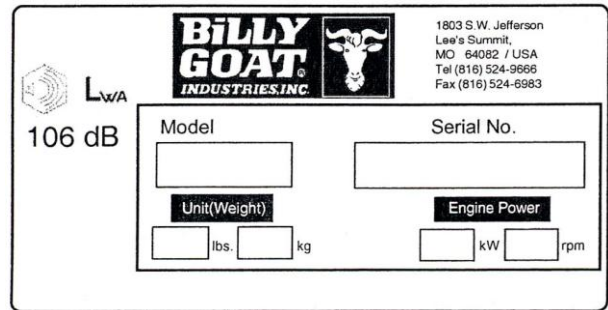 BiLLY
GOAT®
INDUSTRIES, INC.
1803 S.W. Jefferson
Lee's Summit,
MO 64082 / USA
Tel (816) 524-9666
Fax (816) 524-6983
LWA
106 dB
Model
Serial No.
Unit(Weight)
Engine Power
lbs.
kg
kW
rpm